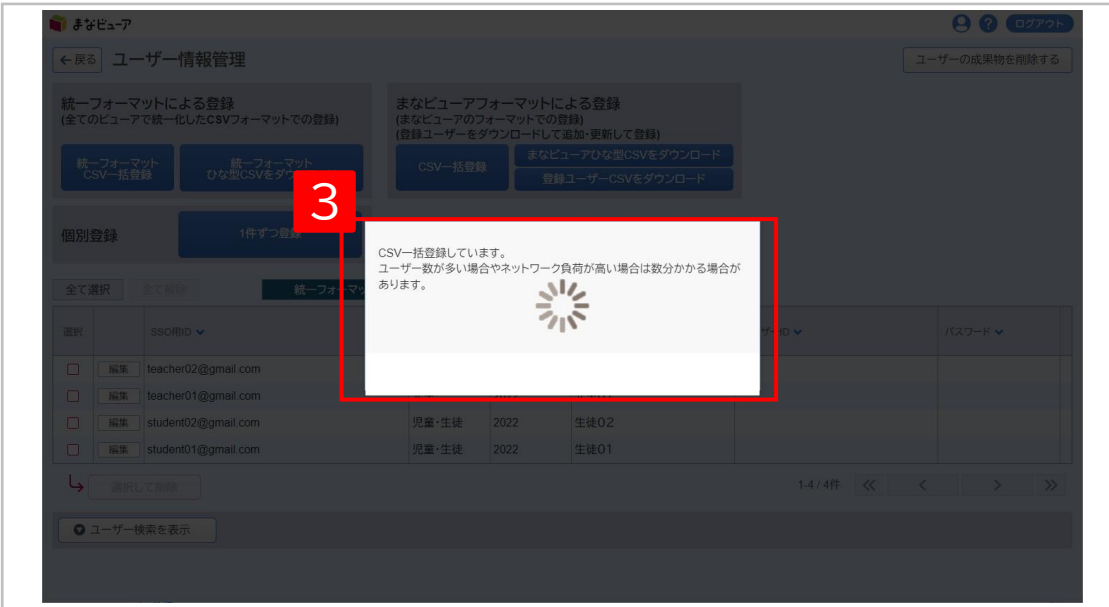 まなビューア
? ログアウト
←戻る ユーザー情報管理 ユーザーの成果物を削除する
統一フォーマットによる登録
(全てのビューアで統一化したCSVフォーマットでの登録)
統一フォーマット
CSV一括登録
統一フォーマット
まなビューアフォーマットによる登録
(まなビューアのフォーマットでの登録)
(登録ユーザーをダウンロードして追加・更新して登録)
CSV一括登録
まなビューアひな型CSVをダウンロード
登録ユーザーCSVをダウンロード
3
個別登録
1件ずつ登録
CSV一括登録しています。
ユーザー数が多い場合やネットワーク負荷が高い場合は数分かかる場合が
あります。
全て選択 全て解除
選択 SSO用ID パスワード
編集 teacher02@gmail.com
編集 teacher01@gmail.com
編集 student02@gmail.com 児童・生徒 2022 生徒02
編集 student01@gmail.com 児童・生徒 2022 生徒01
選択して削除 1-4 / 4件 << < > >>
ユーザー検索を表示